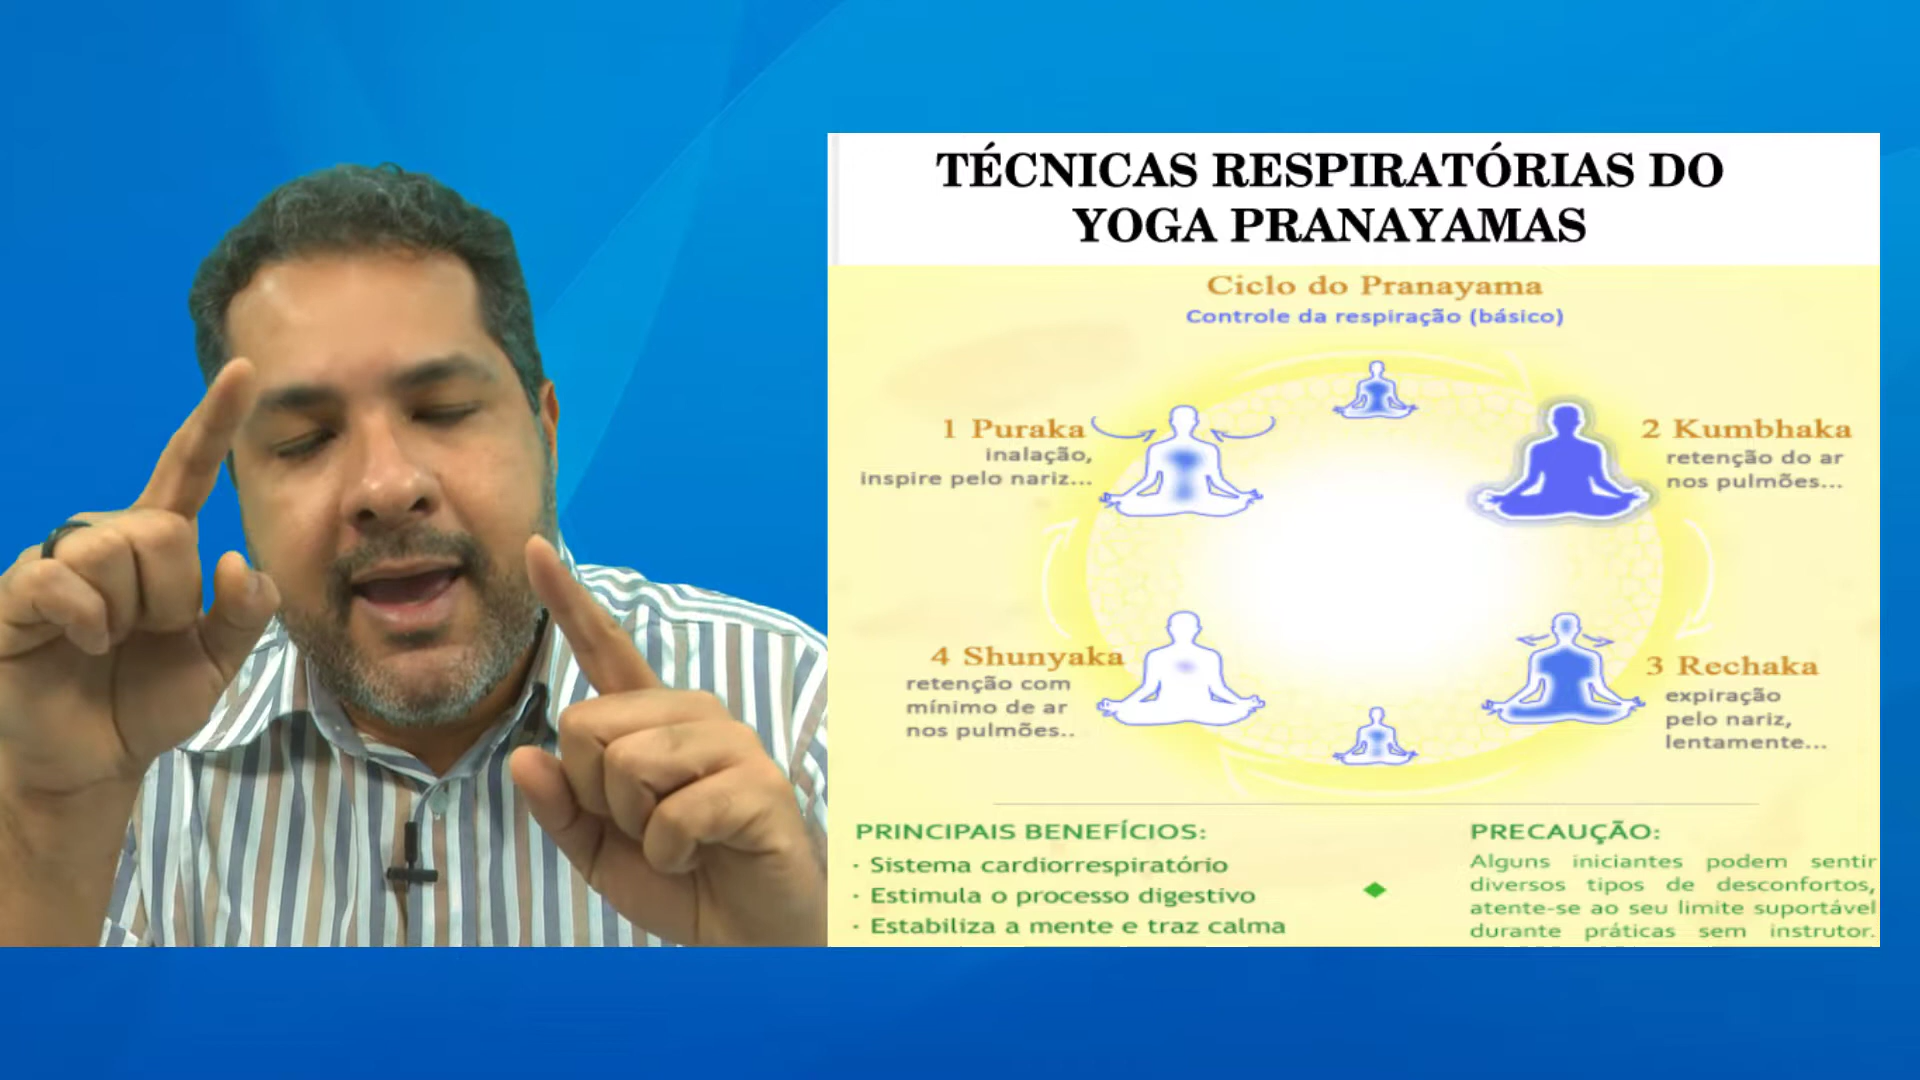 TÉCNICAS RESPIRATÓRIAS DO
YOGA PRANAYAMAS
Ciclo do Pranayama
Controle da respiração (básico)
1 Puraka
inalação,
inspire pelo nariz...
2 Kumbhaka
retenção do ar
nos pulmões...
4 Shunyaka
retenção com
mínimo de ar
nos pulmões..
3 Rechaka
expiração
pelo nariz,
lentamente...
PRINCIPAIS BENEFÍCIOS:
· Sistema cardiorrespiratório
· Estimula o processo digestivo
· Estabiliza a mente e traz calma
PRECAUÇÃO:
Alguns iniciantes podem sentir
diversos tipos de desconfortos,
atente-se ao seu limite suportável
durante práticas sem instrutor.